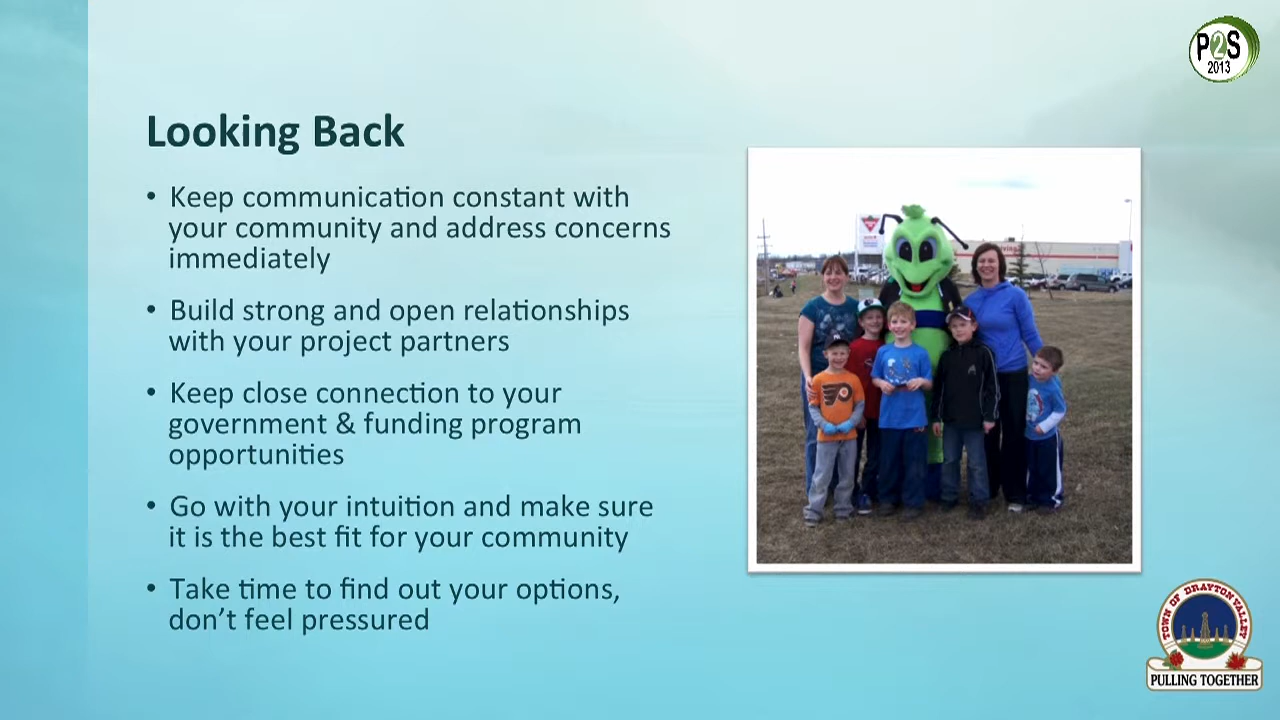 P2S
2013
Looking Back
• Keep communication constant with
your community and address concerns
immediately
• Build strong and open relationships
with your project partners
• Keep close connection to your
government & funding program
opportunities
• Go with your intuition and make sure
it is the best fit for your community
• Take time to find out your options,
don't feel pressured
TOWN OF DRAYTON VALLEY
PULLING TOGETHER